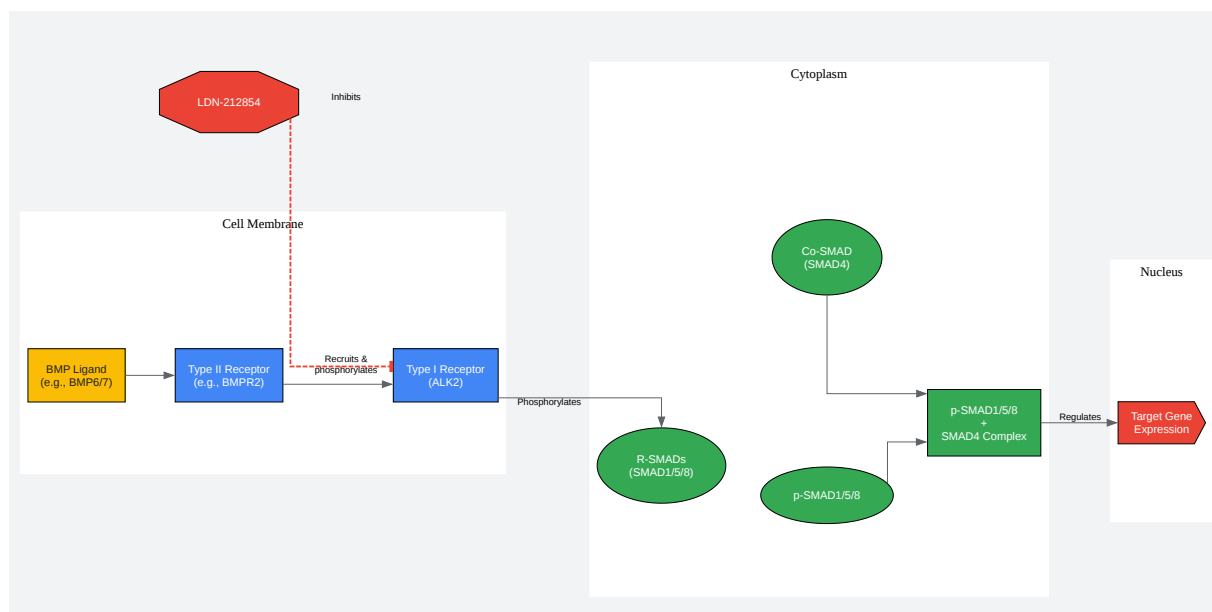 Cytoplasm
LDN-212854
Inhibits
Cell Membrane
Co-SMAD
(SMAD4)
Nucleus
BMP Ligand
(e.g., BMP6/7)
Type II Receptor
(e.g., BMPR2)
Recruits &
phosphorylates
Type I Receptor
(ALK2)
Phosphorylates
R-SMADs
(SMAD1/5/8)
p-SMAD1/5/8
p-SMAD1/5/8
+
SMAD4 Complex
Regulates
Target Gene
Expression